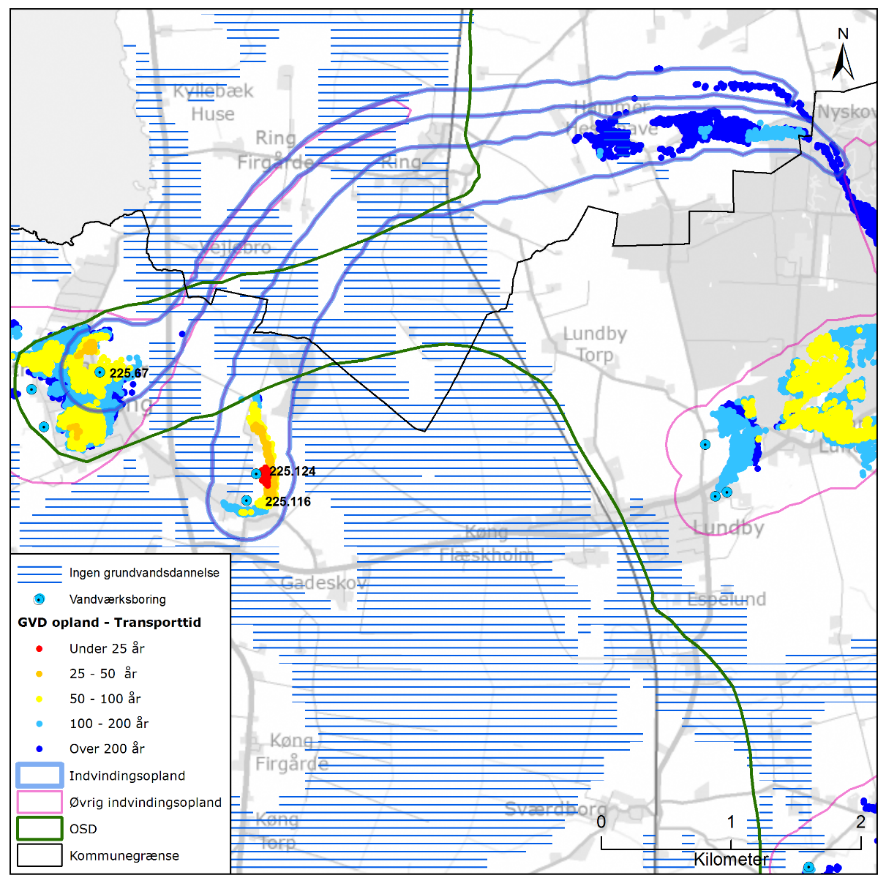 N
Kyllebæk
Huse
Nyskov
Ring
Firgårde
Ring
Vejlebro
Lundby
Torp
225.67
225.124
225.116
Lundby
Køng
Flæskholm
Gadeskov
Espelund
Køng
Firgårde
Sværdborg
Køng
Torp
0 1 2
Kilometer
Ingen grundvandsdannelse
Vandværksboring
GVD opland - Transporttid
Under 25 år
25 - 50 år
50 - 100 år
100 - 200 år
Over 200 år
Indvindingsopland
Øvrig indvindingsopland
OSD
Kommunegrænse